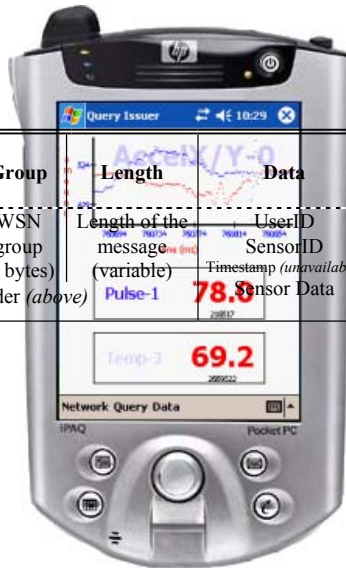 hp
Query Issuer 10:29
AccelX/Y-0
Group Length Data
WSN Length of the UserID
group message SensorID
bytes) (variable) Timestamp (unavailab
der (above) Sensor Data
Pulse-1 78.0
Temp-3 69.2
Network Query Data
iPAQ Pocket PC